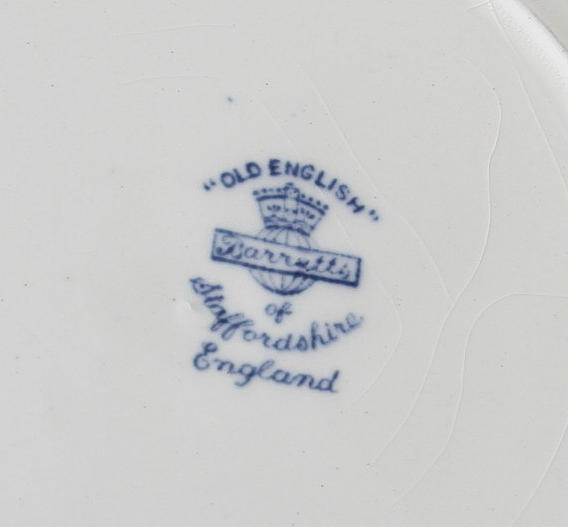 "OLD ENGLISH"
Barratts
of
Staffordshire
England